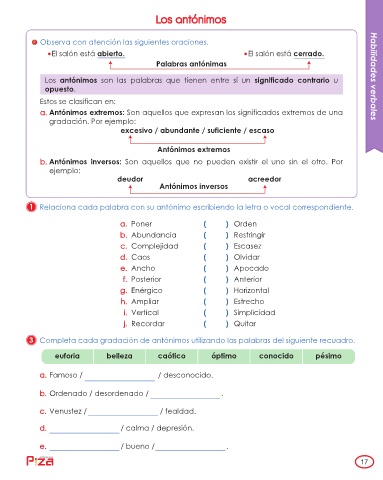 Los antónimos
Observa con atención las siguientes oraciones.
•El salón está abierto. •El salón está cerrado.
Palabras antónimas
Los antónimos son las palabras que tienen entre sí un significado contrario u
opuesto.
Estos se clasifican en:
a. Antónimos extremos: Son aquellos que expresan los significados extremos de una
gradación. Por ejemplo:
excesivo / abundante / suficiente / escaso
Antónimos extremos
b. Antónimos inversos: Son aquellos que no pueden existir el uno sin el otro. Por
ejemplo:
deudor acreedor
Antónimos inversos
1 Relaciona cada palabra con su antónimo escribiendo la letra o vocal correspondiente.
a. Poner ( ) Orden
b. Abundancia ( ) Restringir
c. Complejidad ( ) Escasez
d. Caos ( ) Olvidar
e. Ancho ( ) Apocado
f. Posterior ( ) Anterior
g. Enérgico ( ) Horizontal
h. Ampliar ( ) Estrecho
i. Vertical ( ) Simplicidad
j. Recordar ( ) Quitar
3 Completa cada gradación de antónimos utilizando las palabras del siguiente recuadro.
euforia belleza caótico óptimo conocido pésimo
a. Famoso / ____ / desconocido.
b. Ordenado / desordenado / ____ .
c. Venustez / ____ / fealdad.
d. ____ / calma / depresión.
e. ____ / bueno / ____ .
Piza
17
Habilidades verbales